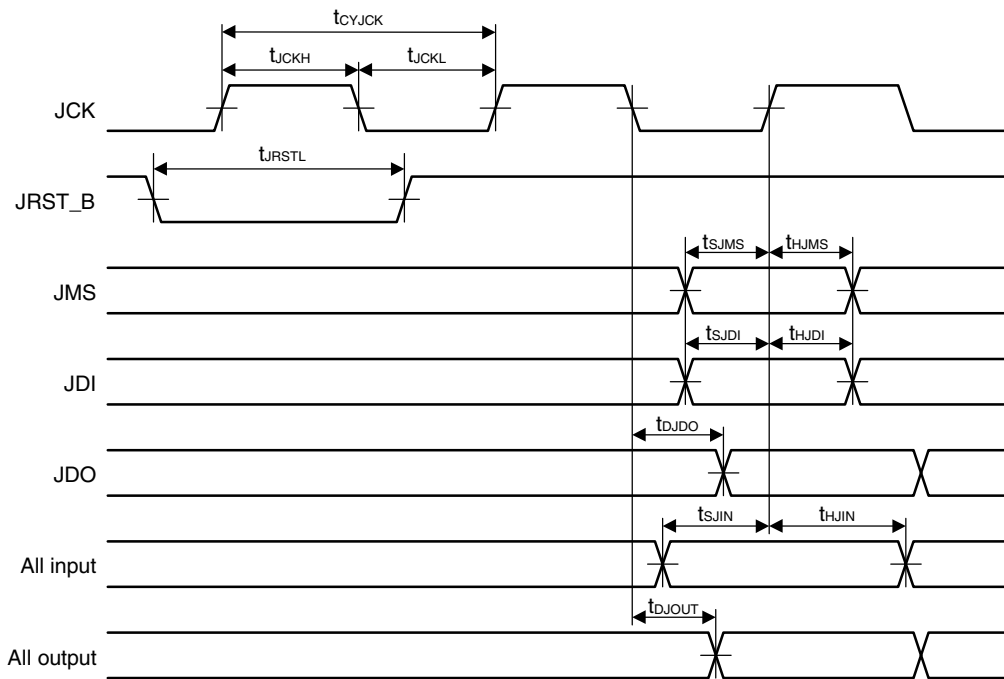 tCYJCK
tJCKH tJCKL
JCK
tJRSTL
JRST_B
tSJMS tHJMS
JMS
tSJDI tHJDI
JDI
tDJDO
JDO
tSJIN tHJIN
All input
tDJOUT
All output